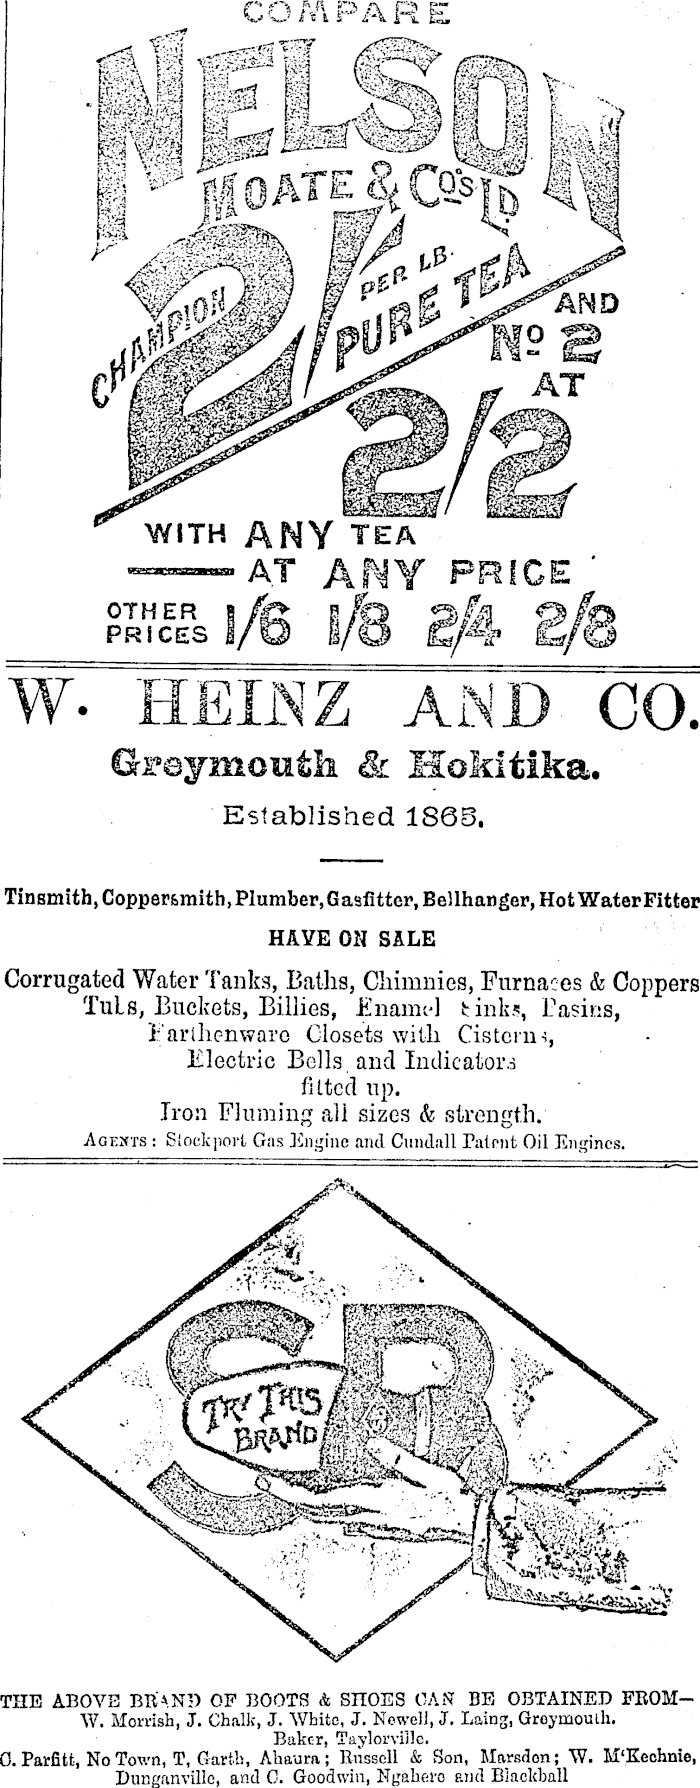 COMPARE
NELSON
MOATE & Co's LD.
CHAMPION 2/- PER LB. PURE TEA
AND
No 2
AT
2/2
WITH ANY TEA
AT ANY PRICE
OTHER PRICES 1/6 1/8 2/4 2/8
W. HEINZ AND CO.
Greymouth & Hokitika.
Established 1865.
Tinsmith, Coppersmith, Plumber, Gasfitter, Bellhanger, Hot Water Fitter
HAVE ON SALE
Corrugated Water Tanks, Baths, Chimnies, Furnaces & Coppers
Tubs, Buckets, Billies, Enamel Sinks, Basins,
Earthenware Closets with Cisterns,
Electric Bells and Indicators
fitted up.
Iron Fluming all sizes & strength.
AGENTS: Stockport Gas Engine and Cundall Patent Oil Engines.
TRY THIS
BRAND
THE ABOVE BRAND OF BOOTS & SHOES CAN BE OBTAINED FROM—
W. Morrish, J. Chalk, J. White, J. Newell, J. Laing, Greymouth.
Baker, Taylorville.
C. Parfitt, No Town, T, Garth, Ahaura; Russell & Son, Marsden; W. M'Kechnie,
Dunganville, and C. Goodwin, Ngahere and Blackball